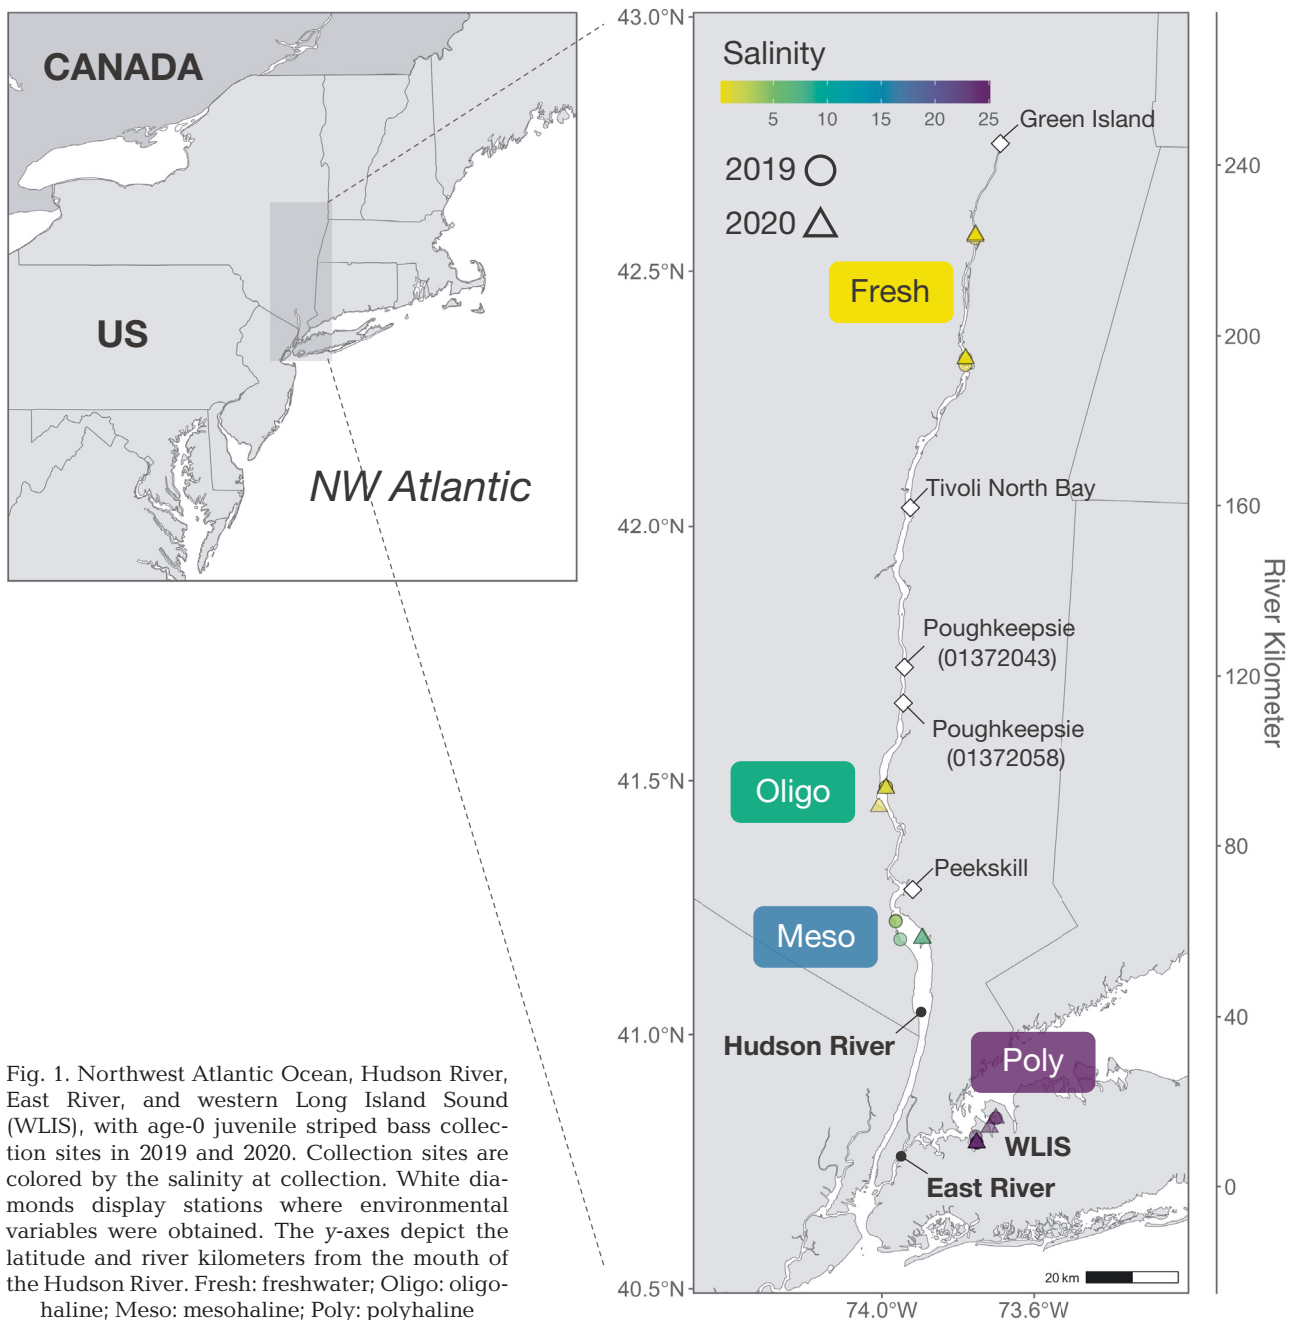 CANADA
US
NW Atlantic
43.0°N
42.5°N
42.0°N
41.5°N
41.0°N
40.5°N
Salinity
5 10 15 20 25
2019
2020
Green Island
Fresh
Tivoli North Bay
Poughkeepsie
(01372043)
Poughkeepsie
(01372058)
Oligo
Peekskill
Meso
Hudson River
Poly
WLIS
East River
20 km
74.0°W 73.6°W
240
200
160
120
80
40
0
River Kilometer
Fig. 1. Northwest Atlantic Ocean, Hudson River,
East River, and western Long Island Sound
(WLIS), with age-0 juvenile striped bass collec-
tion sites in 2019 and 2020. Collection sites are
colored by the salinity at collection. White dia-
monds display stations where environmental
variables were obtained. The y-axes depict the
latitude and river kilometers from the mouth of
the Hudson River. Fresh: freshwater; Oligo: oligo-
haline; Meso: mesohaline; Poly: polyhaline